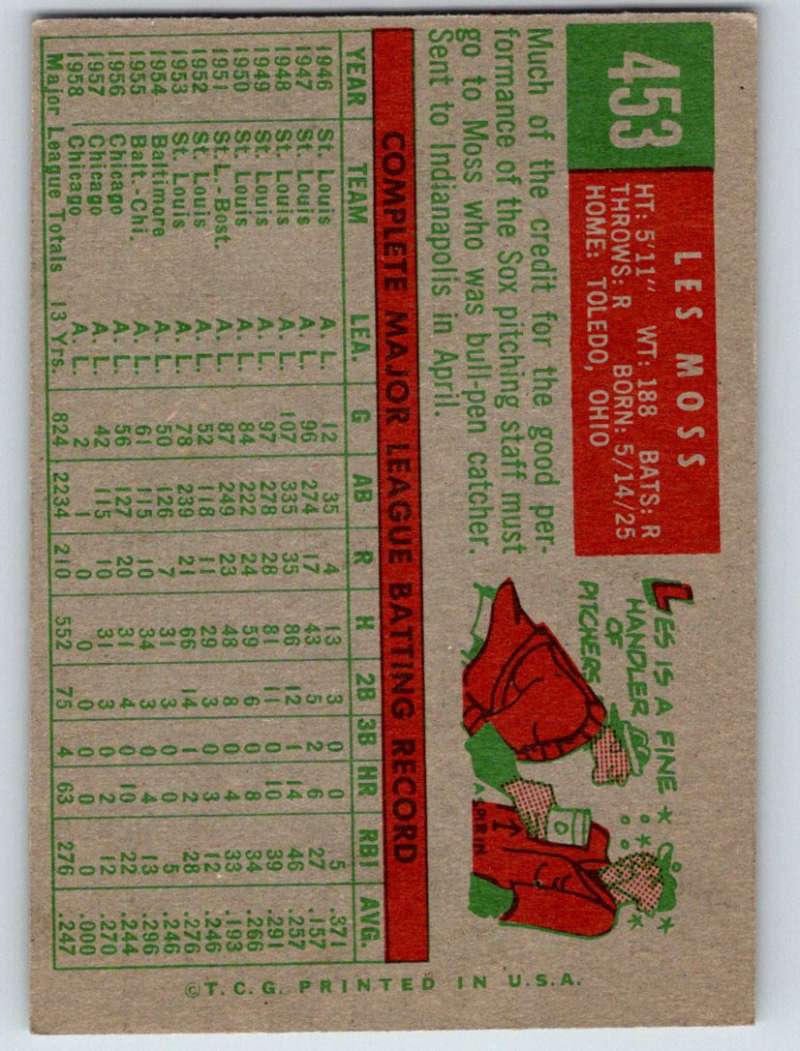 453
LES MOSS
HT: 5'11" WT: 188 BATS: R
THROWS: R BORN: 5/14/25
HOME: TOLEDO, OHIO
Much of the credit for the good per-
formance of the Sox pitching staff must
go to Moss who was bull-pen catcher.
Sent to Indianapolis in April.
LES IS A FINE
HANDLER
OF
PITCHERS
ASPIRIN
COMPLETE MAJOR LEAGUE BATTING RECORD
YEAR TEAM LEA. G AB R H 2B 3B HR RBI AVG.
1946 St. Louis A. L. 12 35 4 13 3 0 0 5 .371
1947 St. Louis A. L. 96 274 17 43 5 2 6 27 .157
1948 St. Louis A. L. 107 335 35 86 12 1 14 46 .257
1949 St. Louis A. L. 97 278 28 81 11 0 10 39 .291
1950 St. Louis A. L. 84 222 24 59 6 0 8 34 .266
1951 St.L.-Bost. A. L. 87 249 23 48 8 0 4 33 .193
1952 St. Louis A. L. 52 118 11 29 3 0 3 12 .246
1953 St. Louis A. L. 78 239 21 66 14 1 2 28 .276
1954 Baltimore A. L. 50 126 7 31 3 0 0 5 .246
1955 Balt.-Chi. A. L. 61 115 10 34 3 0 4 13 .296
1956 Chicago A. L. 56 127 20 31 4 0 10 22 .244
1957 Chicago A. L. 42 115 10 31 3 0 2 12 .270
1958 Chicago A. L. 2 1 0 0 0 0 0 0 .000
Major League Totals 13 Yrs. 824 2234 210 552 75 4 63 276 .247
©T.C.G. PRINTED IN U.S.A.